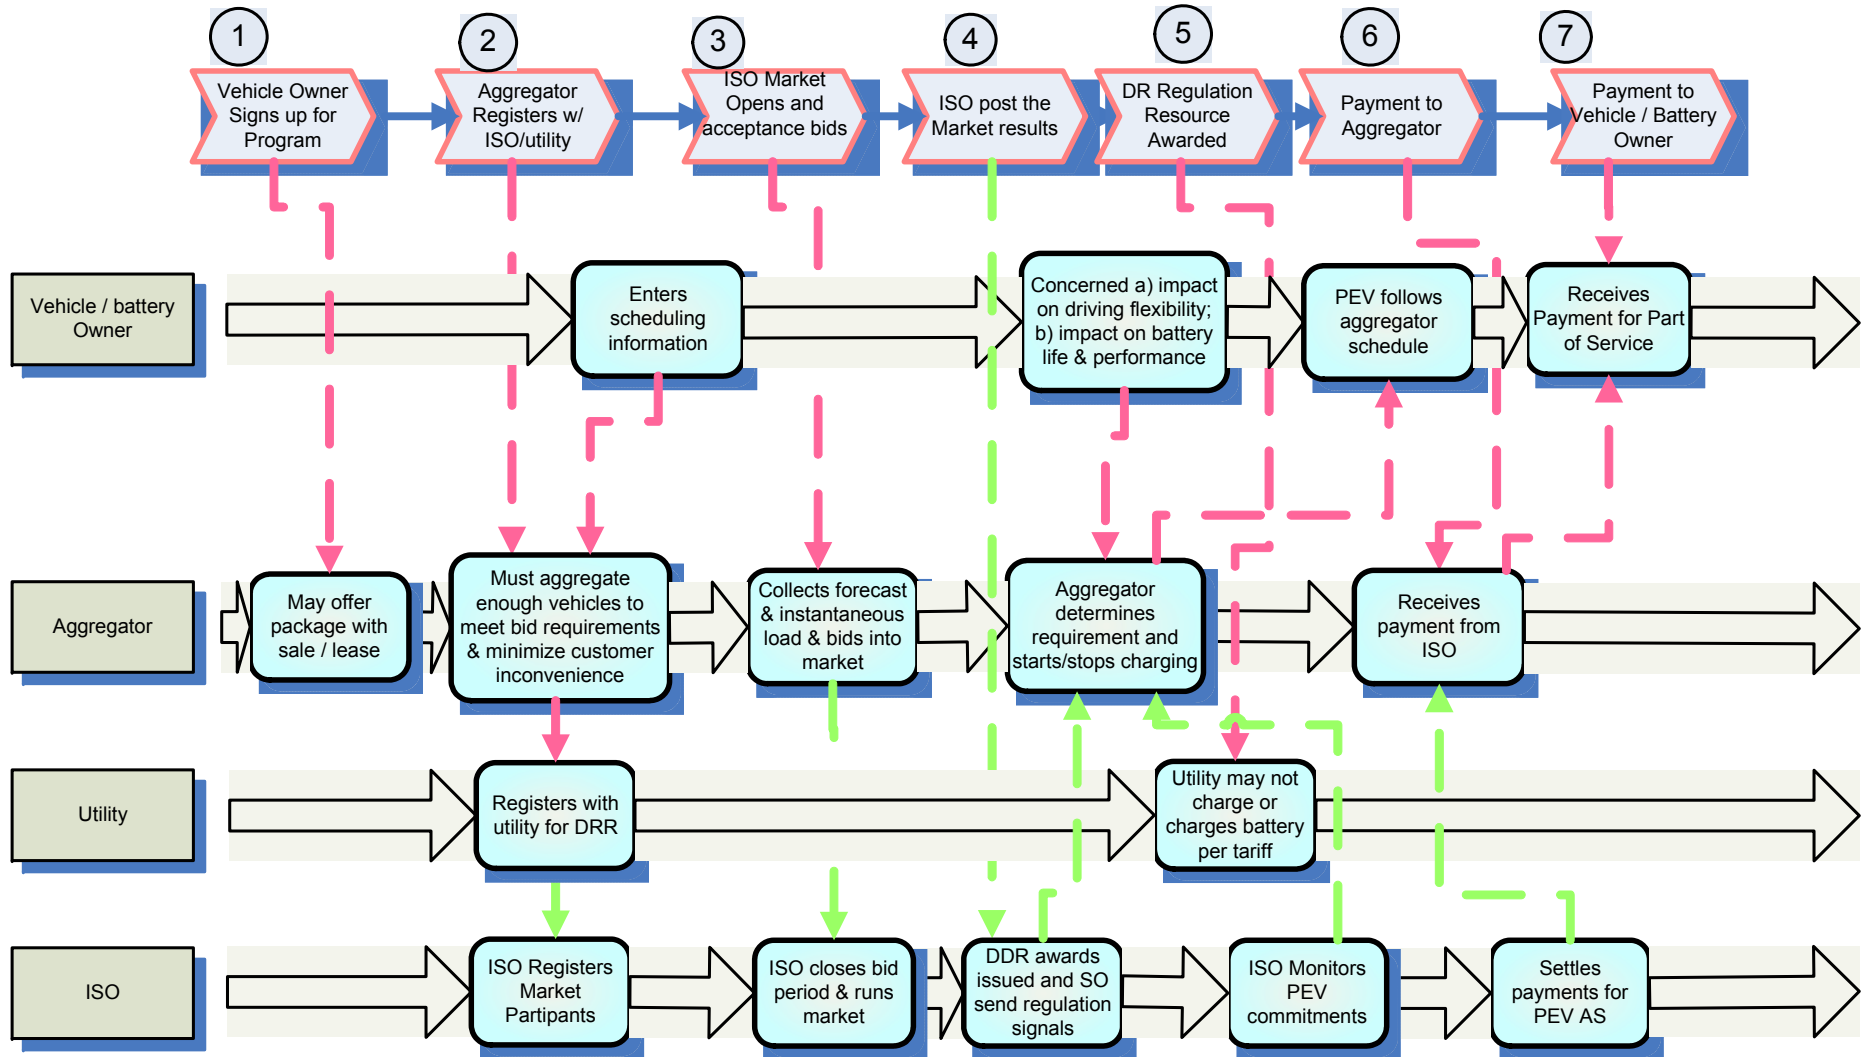 1
2
3
4
5
6
7
Vehicle Owner
Signs up for
Program
Aggregator
Registers w/
ISO/utility
ISO Market
Opens and
acceptance bids
ISO post the
Market results
DR Regulation
Resource
Awarded
Payment to
Aggregator
Payment to
Vehicle / Battery
Owner
Vehicle / battery
Owner
Enters
scheduling
information
Concerned a) impact
on driving flexibility;
b) impact on battery
life & performance
PEV follows
aggregator
schedule
Receives
Payment for Part
of Service
Aggregator
May offer
package with
sale / lease
Must aggregate
enough vehicles to
meet bid requirements
& minimize customer
inconvenience
Collects forecast
& instantaneous
load & bids into
market
Aggregator
determines
requirement and
starts/stops charging
Receives
payment from
ISO
Utility
Registers with
utility for DRR
Utility may not
charge or
charges battery
per tariff
ISO
ISO Registers
Market
Partipants
ISO closes bid
period & runs
market
DDR awards
issued and SO
send regulation
signals
ISO Monitors
PEV
commitments
Settles
payments for
PEV AS